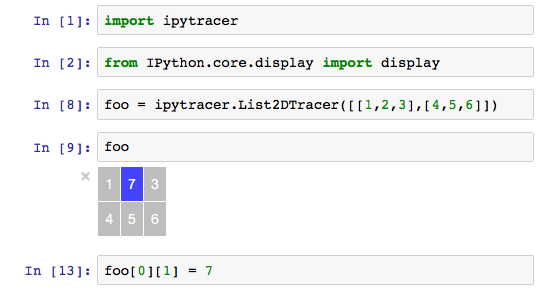 In [1]: import ipytracer
In [2]: from IPython.core.display import display
In [8]: foo = ipytracer.List2DTracer([[1,2,3],[4,5,6]])
In [9]: foo
× 1 7 3
4 5 6
In [13]: foo[0][1] = 7